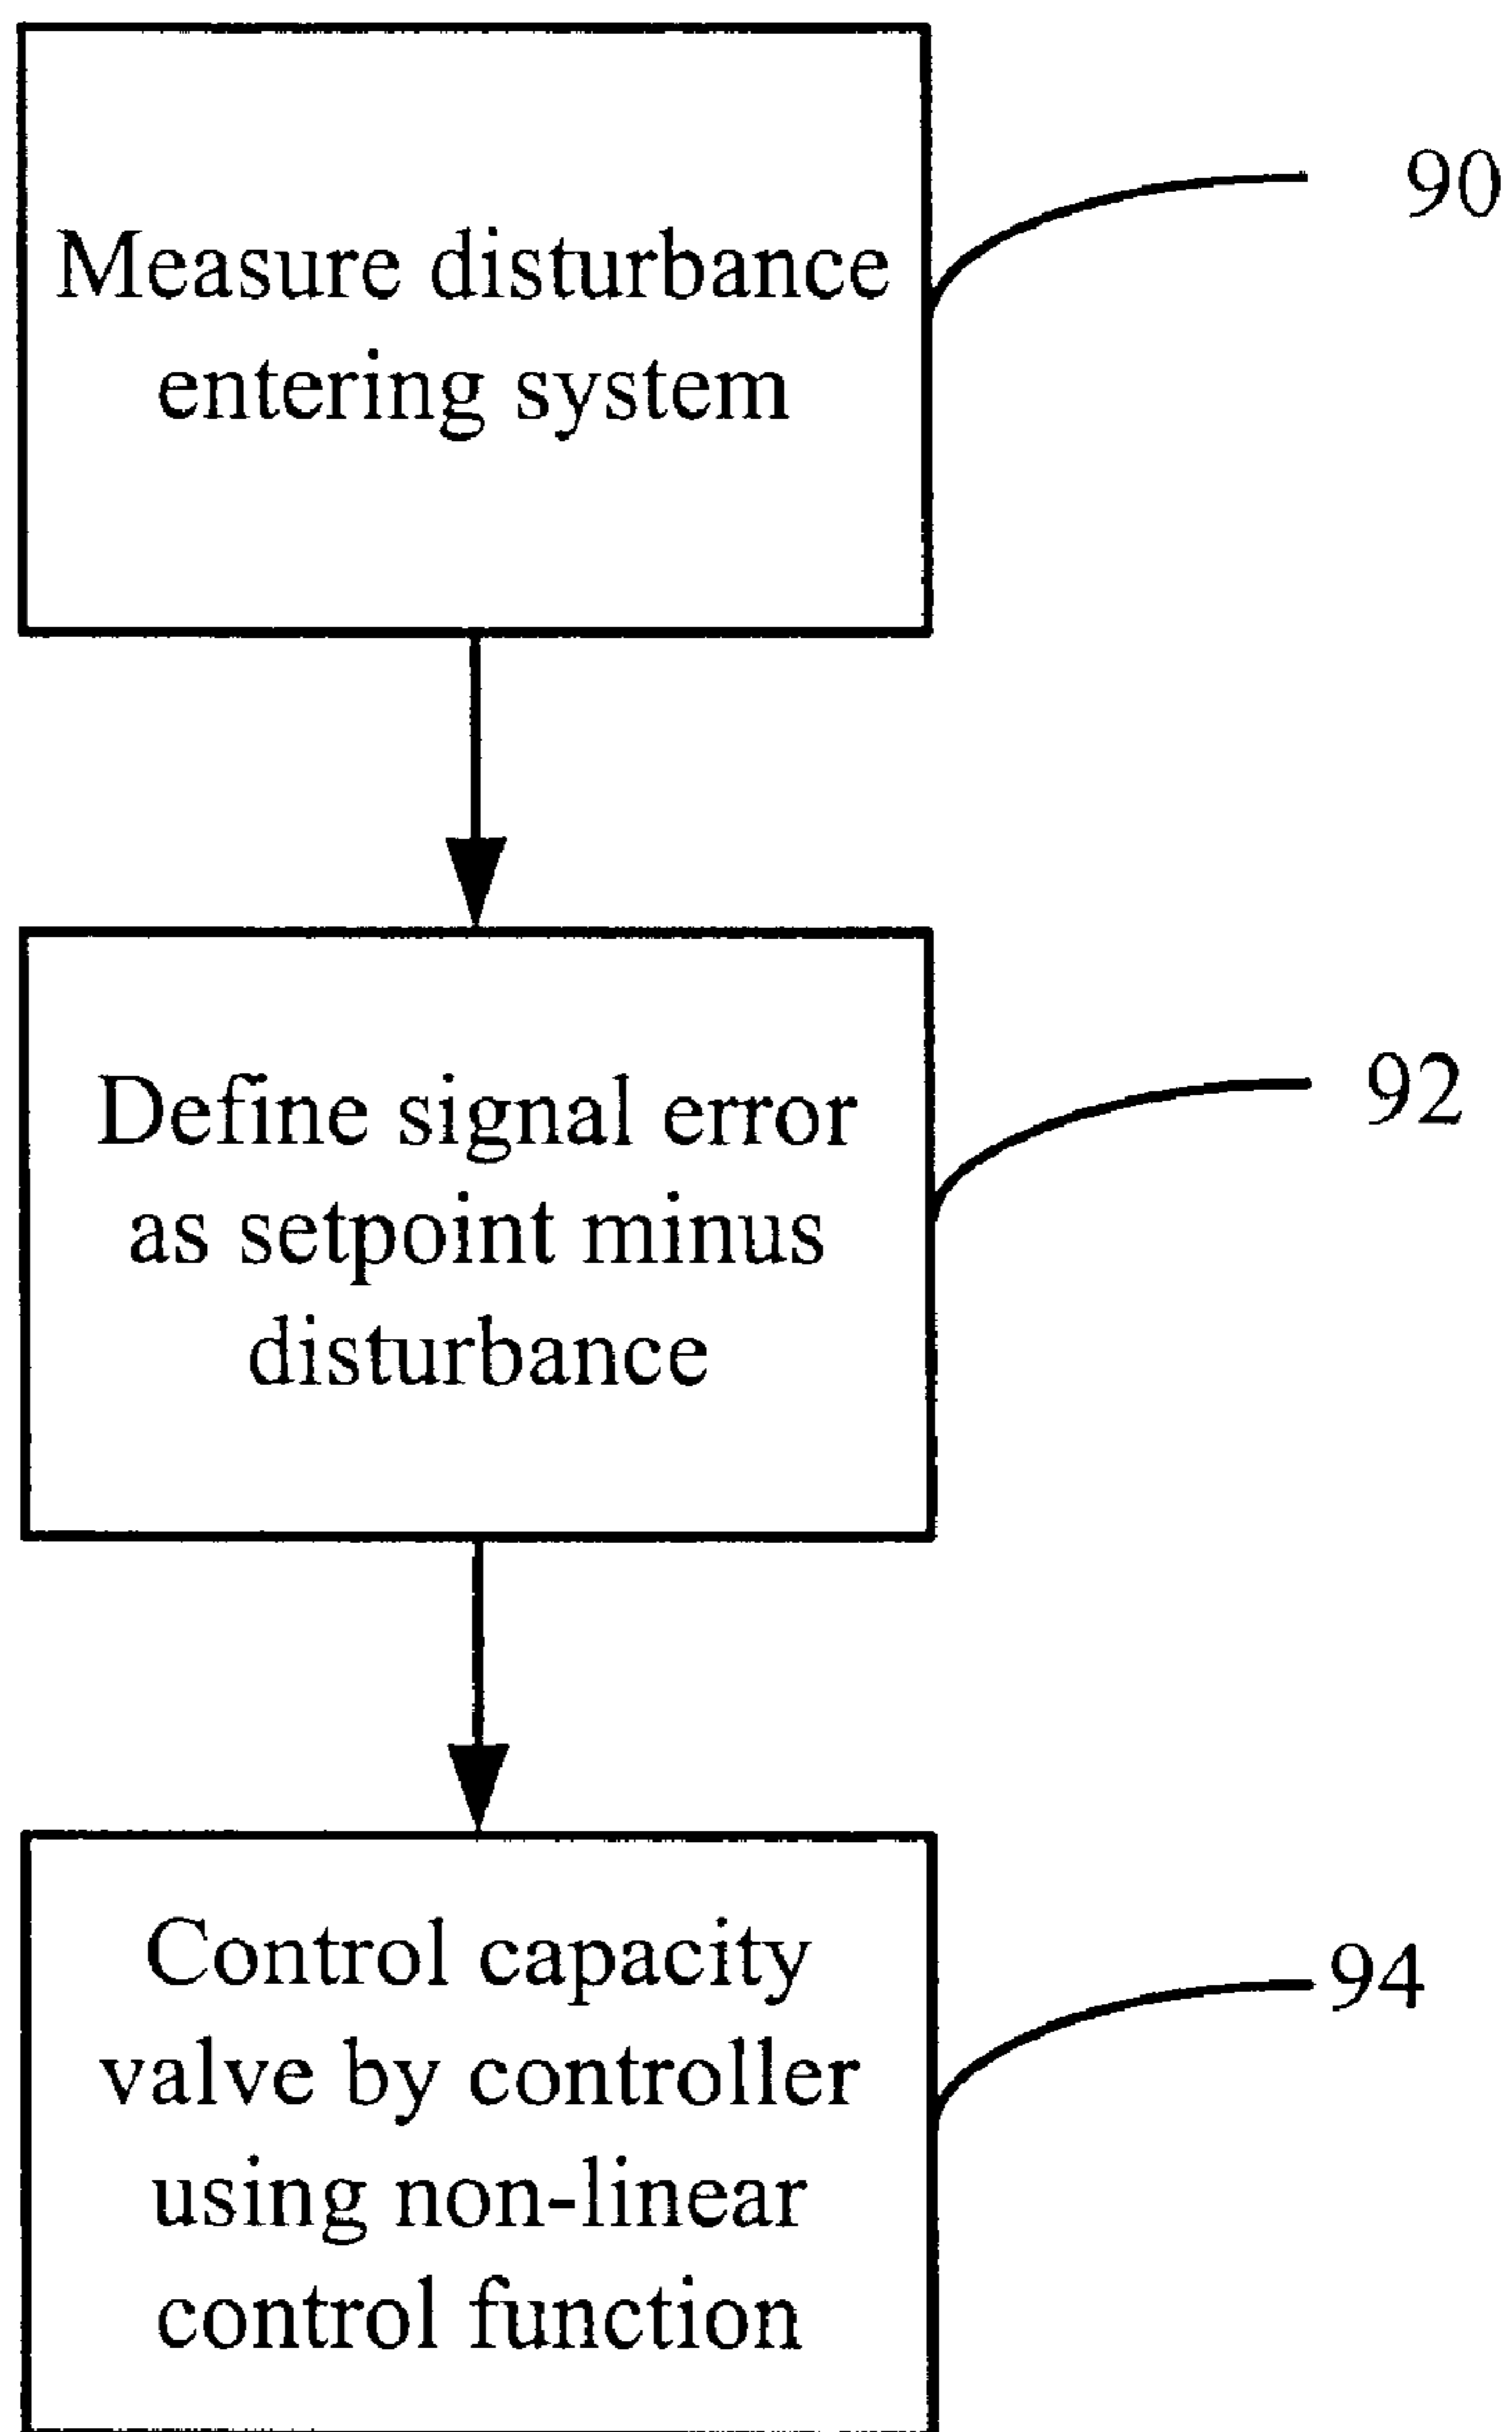 90
Measure disturbance
entering system
92
Define signal error
as setpoint minus
disturbance
94
Control capacity
valve by controller
using non-linear
control function